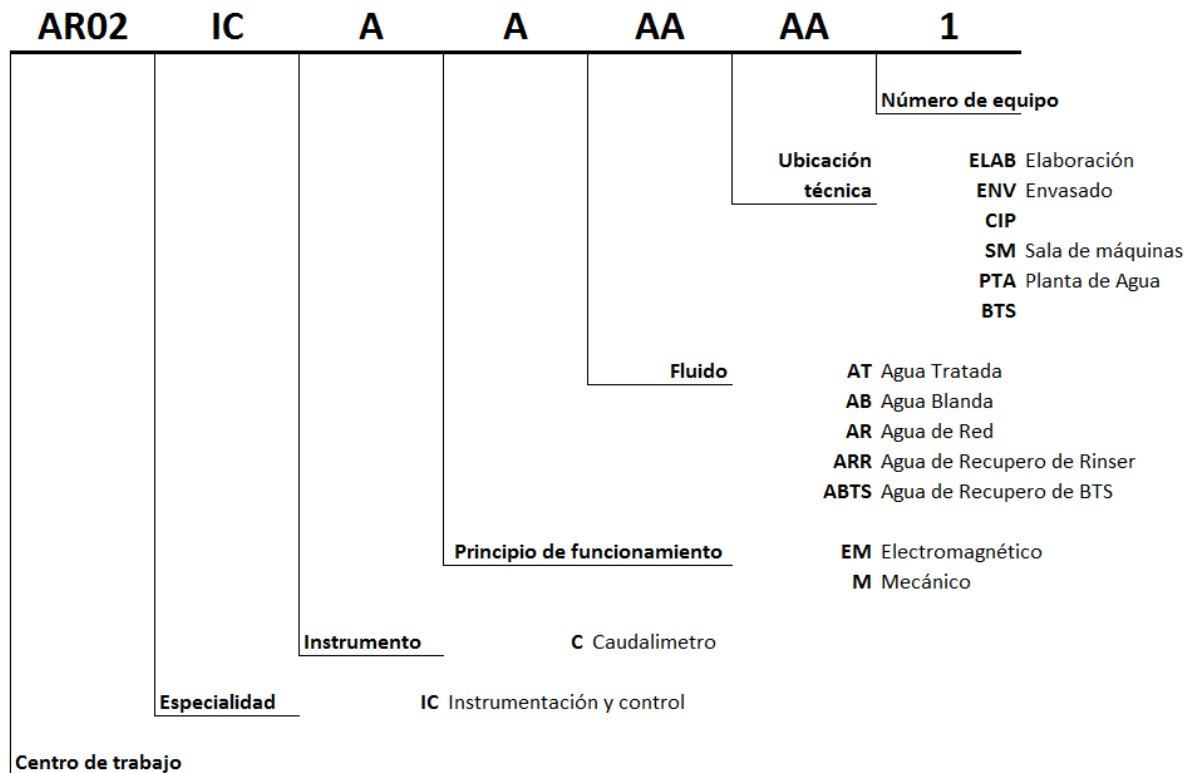 AR02 IC A A AA AA 1
Número de equipo
Ubicación técnica
ELAB Elaboración
ENV Envasado
CIP
SM Sala de máquinas
PTA Planta de Agua
BTS
Fluido
AT Agua Tratada
AB Agua Blanda
AR Agua de Red
ARR Agua de Recupero de Rinser
ABTS Agua de Recupero de BTS
Principio de funcionamiento
EM Electromagnético
M Mecánico
Instrumento
C Caudalimetro
Especialidad
IC Instrumentación y control
Centro de trabajo